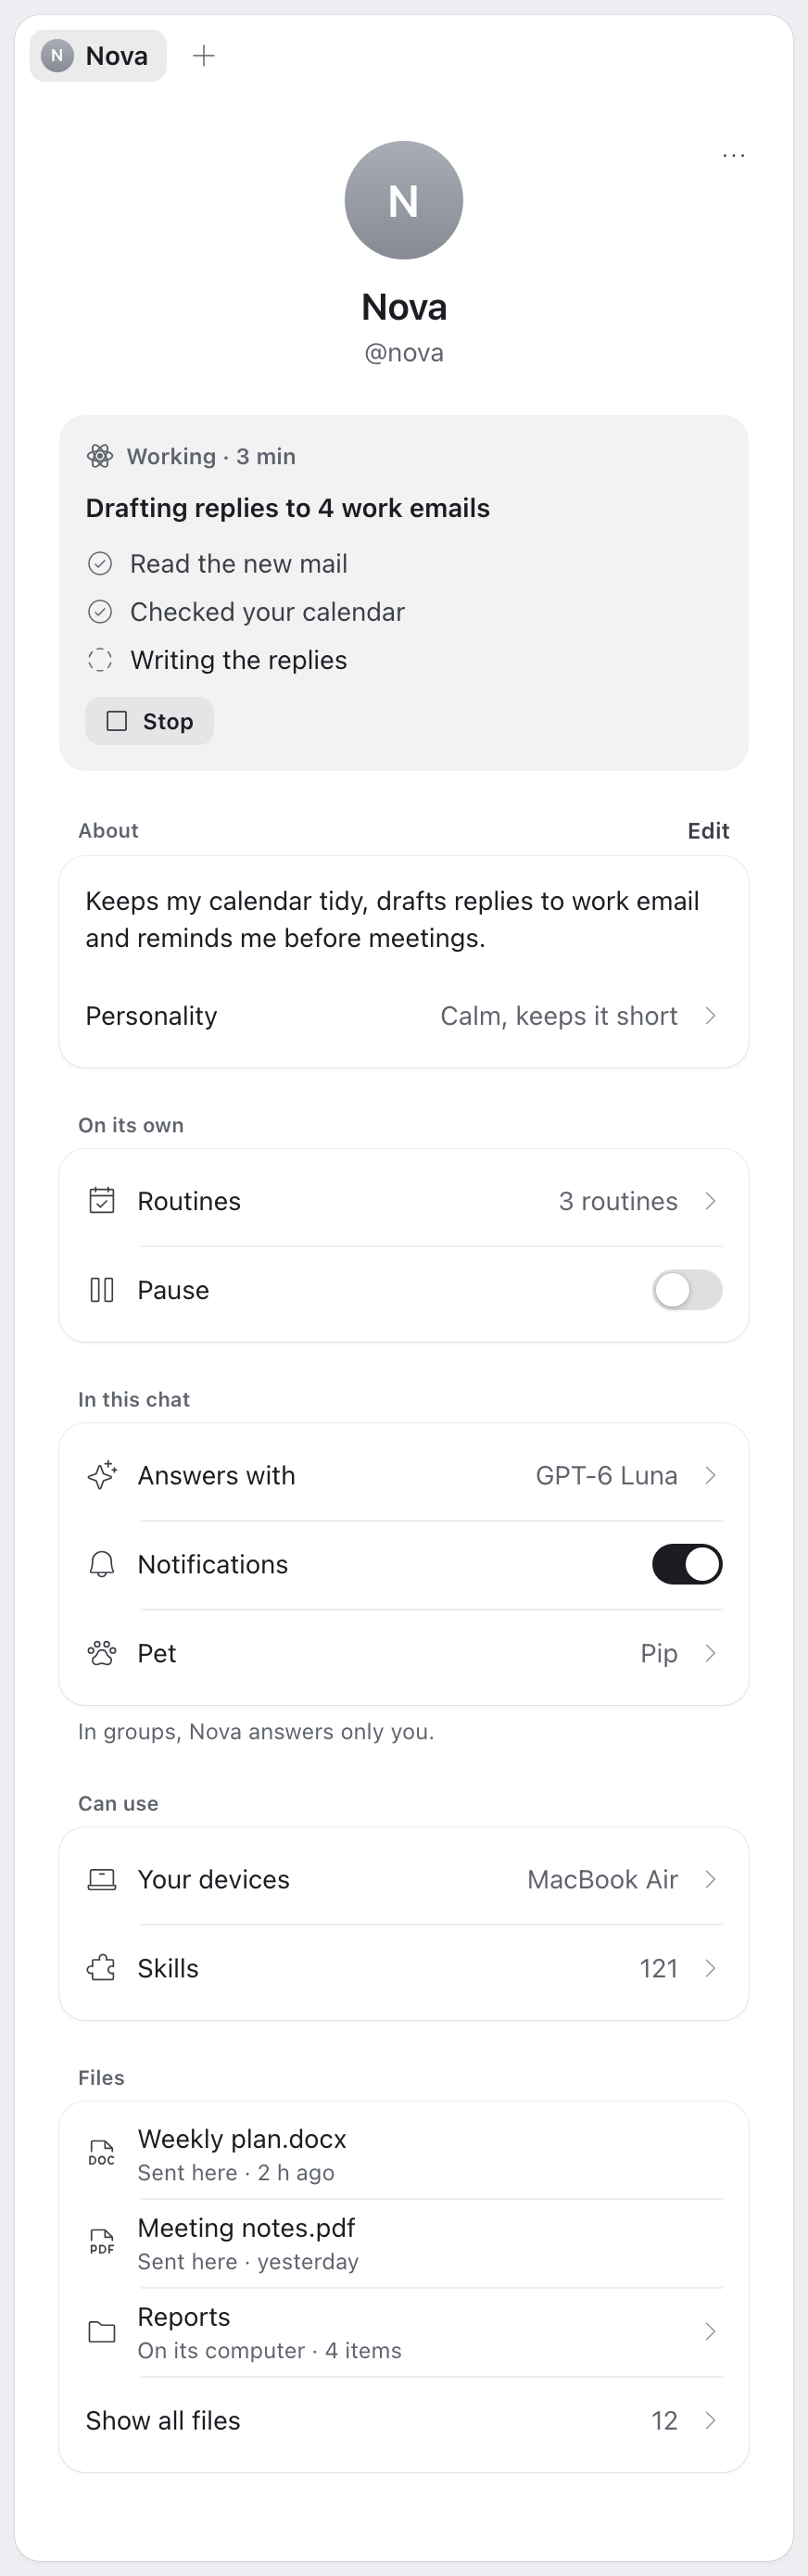 N Nova
N
Nova
@nova
Working · 3 min
Drafting replies to 4 work emails
Read the new mail
Checked your calendar
Writing the replies
Stop
About Edit
Keeps my calendar tidy, drafts replies to work email
and reminds me before meetings.
Personality Calm, keeps it short
On its own
Routines 3 routines
Pause
In this chat
Answers with GPT-6 Luna
Notifications
Pet Pip
In groups, Nova answers only you.
Can use
Your devices MacBook Air
Skills 121
Files
DOC Weekly plan.docx
Sent here · 2 h ago
PDF Meeting notes.pdf
Sent here · yesterday
Reports
On its computer · 4 items
Show all files 12